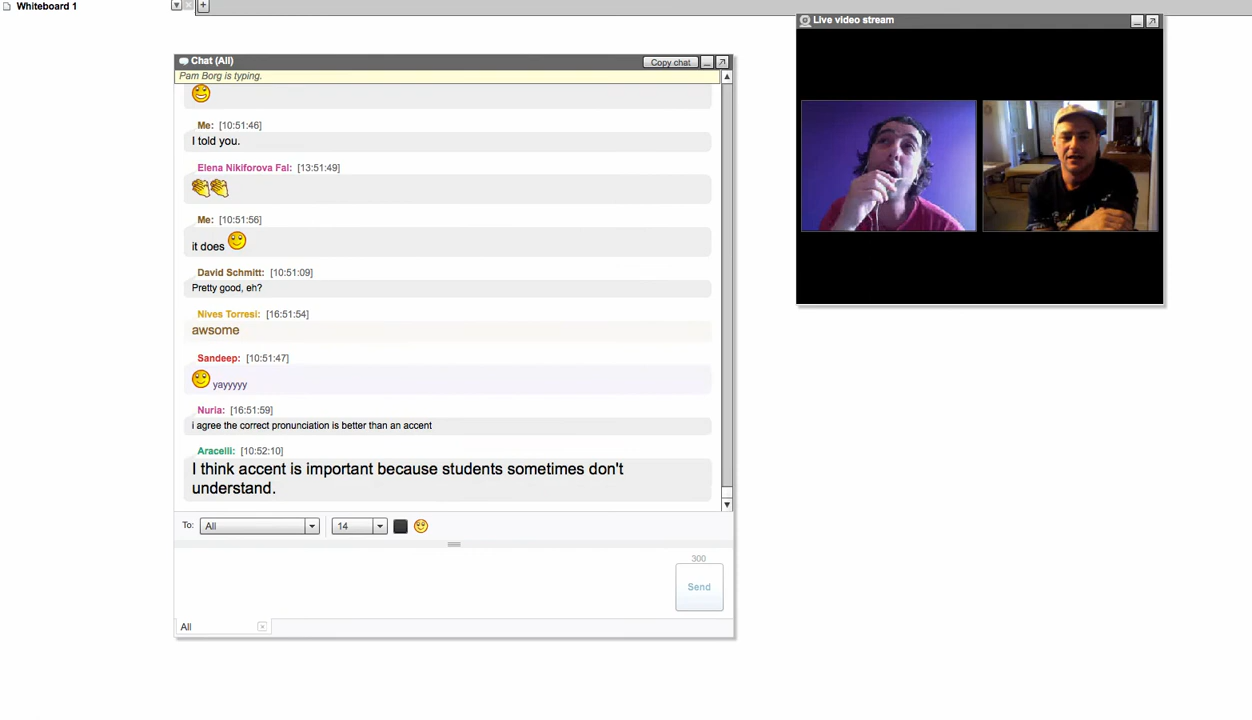 Whiteboard 1
Live video stream
Chat (All)
Copy chat
Pam Borg is typing.
Me: [10:51:46]
I told you.
Elena Nikiforova Fal: [13:51:49]
Me: [10:51:56]
it does
David Schmitt: [10:51:09]
Pretty good, eh?
Nives Torresi: [16:51:54]
awsome
Sandeep: [10:51:47]
yayyyyy
Nuria: [16:51:59]
i agree the correct pronunciation is better than an accent
Aracelli: [10:52:10]
I think accent is important because students sometimes don't
understand.
To: All 14
300
Send
All